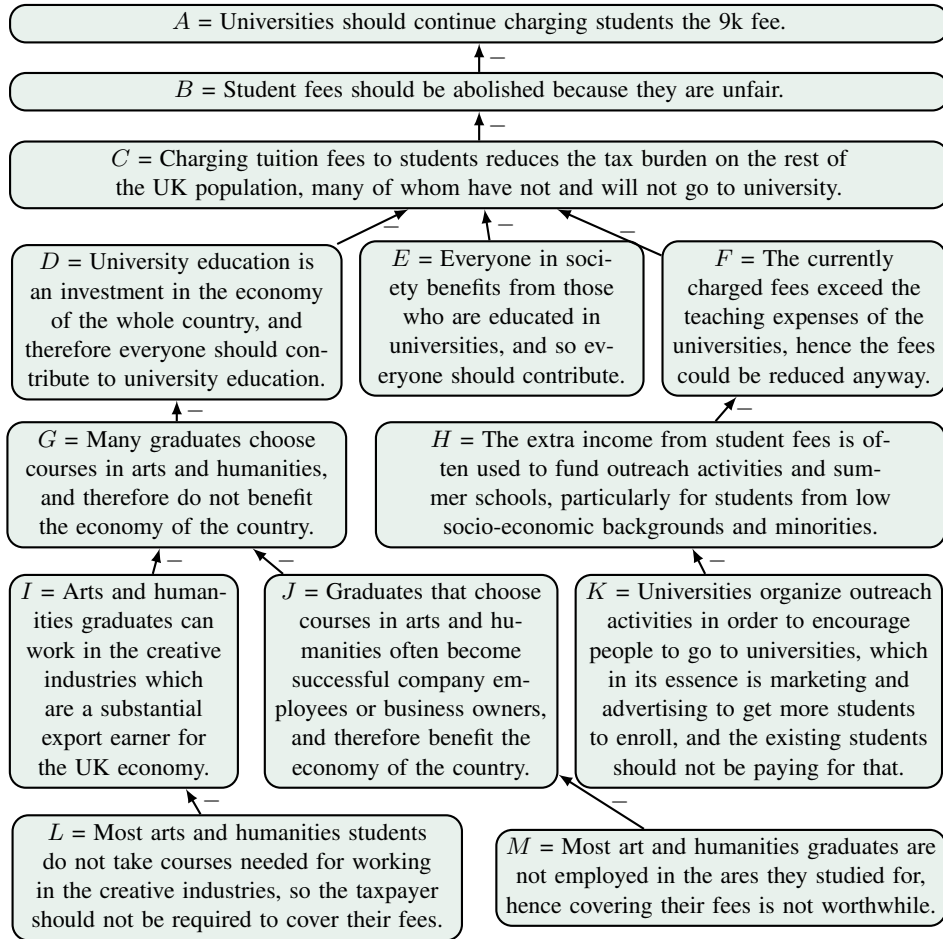 A = Universities should continue charging students the 9k fee.
−
B = Student fees should be abolished because they are unfair.
−
C = Charging tuition fees to students reduces the tax burden on the rest of
the UK population, many of whom have not and will not go to university.
−
−
−
D = University education is
an investment in the economy
of the whole country, and
therefore everyone should con-
tribute to university education.
E = Everyone in soci-
ety benefits from those
who are educated in
universities, and so ev-
eryone should contribute.
F = The currently
charged fees exceed the
teaching expenses of the
universities, hence the fees
could be reduced anyway.
−
−
G = Many graduates choose
courses in arts and humanities,
and therefore do not benefit
the economy of the country.
H = The extra income from student fees is of-
ten used to fund outreach activities and sum-
mer schools, particularly for students from low
socio-economic backgrounds and minorities.
−
−
−
I = Arts and human-
ities graduates can
work in the creative
industries which
are a substantial
export earner for
the UK economy.
J = Graduates that choose
courses in arts and hu-
manities often become
successful company em-
ployees or business owners,
and therefore benefit the
economy of the country.
K = Universities organize outreach
activities in order to encourage
people to go to universities, which
in its essence is marketing and
advertising to get more students
to enroll, and the existing students
should not be paying for that.
−
−
L = Most arts and humanities students
do not take courses needed for working
in the creative industries, so the taxpayer
should not be required to cover their fees.
M = Most art and humanities graduates are
not employed in the ares they studied for,
hence covering their fees is not worthwhile.